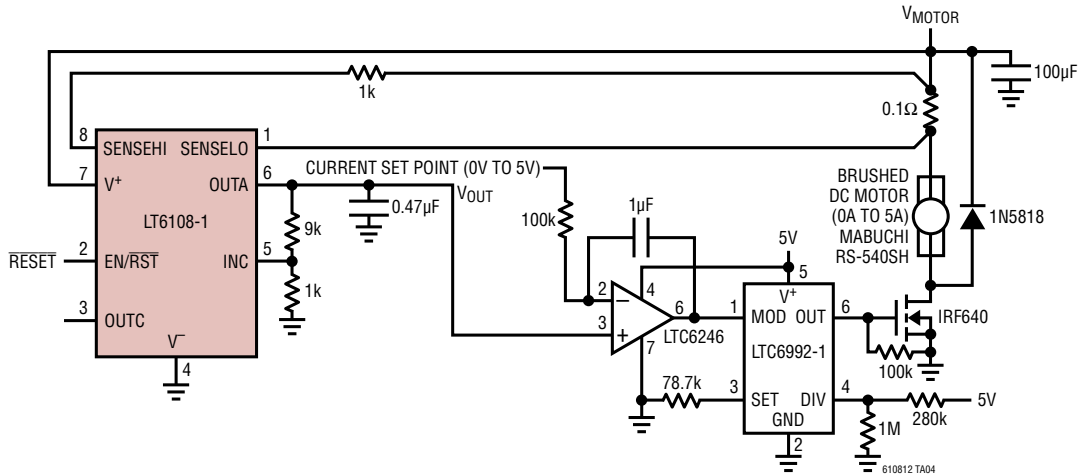 VMOTOR
100µF
1k
0.1Ω
8
SENSEHI
SENSELO
1
7
V+
OUTA
6
LT6108-1
2
EN/RST
INC
5
RESET
3
OUTC
V–
4
9k
1k
0.47µF
VOUT
CURRENT SET POINT (0V TO 5V)
100k
1µF
2
–
3
+
4
6
7
LTC6246
5V
5
V+
1
MOD
OUT
6
LTC6992-1
78.7k
3
SET
DIV
4
GND
2
1M
280k
5V
BRUSHED
DC MOTOR
(0A TO 5A)
MABUCHI
RS-540SH
1N5818
IRF640
100k
610812 TA04